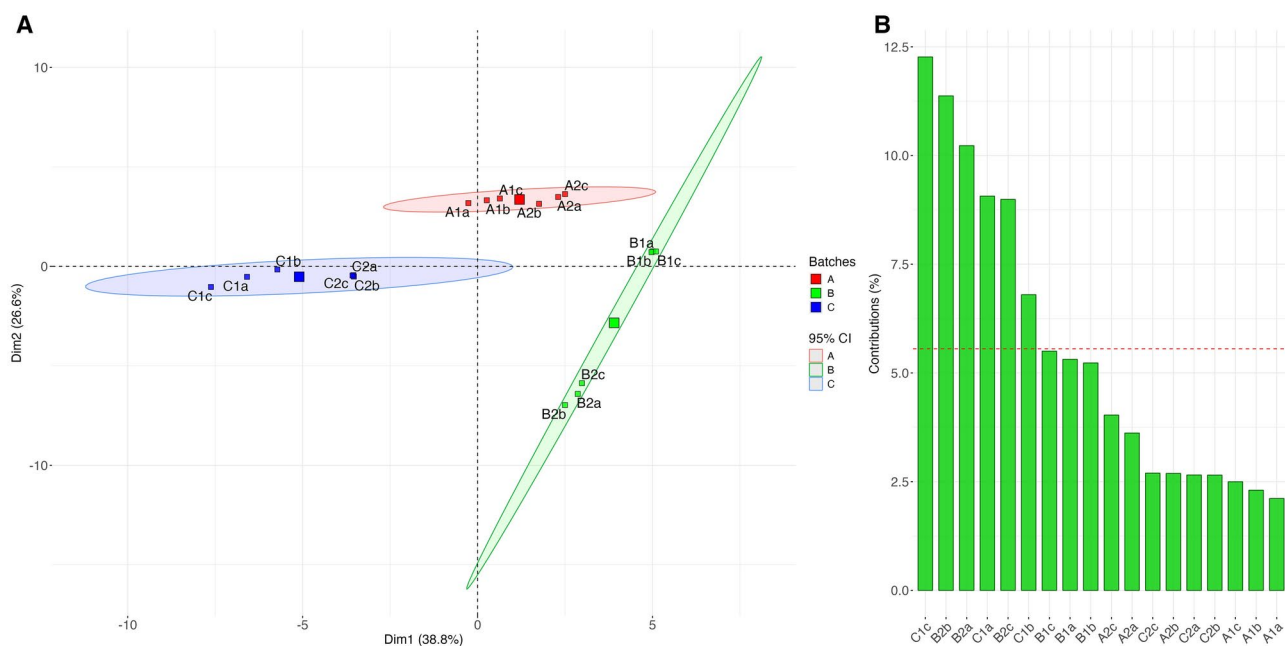 A
B
Dim2 (26.6%)
10
0
-10
A1c
A2c
A1a
A1b
A2b
A2a
B1a
B1b
B1c
C1b
C2a
C1a
C2c
C2b
C1c
B2c
B2a
B2b
-10
-5
0
5
Dim1 (38.8%)
Batches
A
B
C
95% CI
A
B
C
Contributions (%)
12.5
10.0
7.5
5.0
2.5
0.0
C1c
B2b
B2a
C1a
B2c
C1b
B1c
B1a
B1b
A2c
A2a
C2c
A2b
C2a
C2b
A1c
A1b
A1a